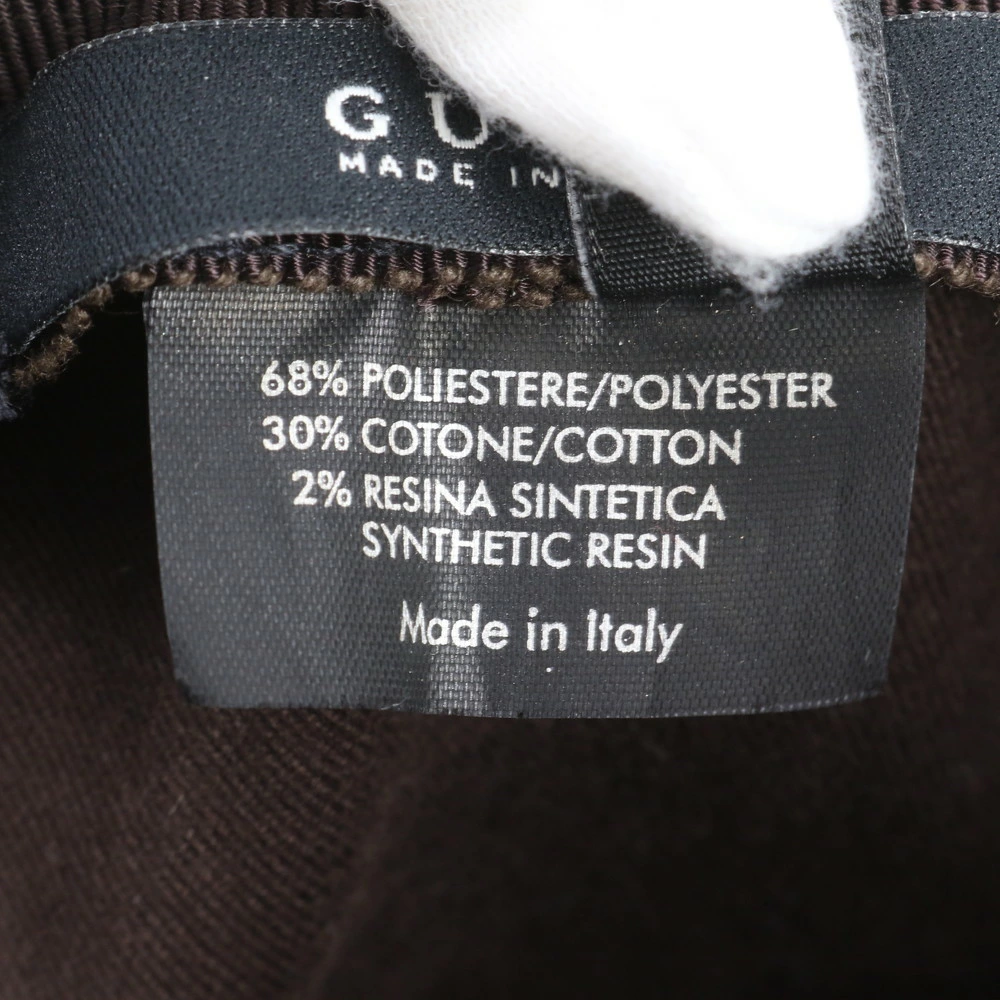 GU
MADE IN
68% POLIESTERE/POLYESTER
30% COTONE/COTTON
2% RESINA SINTETICA
SYNTHETIC RESIN
Made in Italy